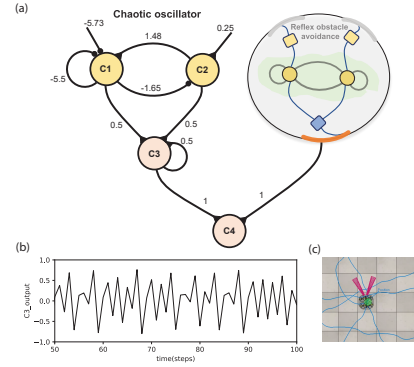 (a)
Chaotic oscillator
-5.73
1.48
0.25
Reflex obstacle
avoidance
C1
C2
-5.5
-1.65
0.5
0.5
0.5
C3
1
1
C4
(b)
C3_output
1.0
0.5
0.0
−0.5
−1.0
50
60
70
80
90
100
time(steps)
(c)